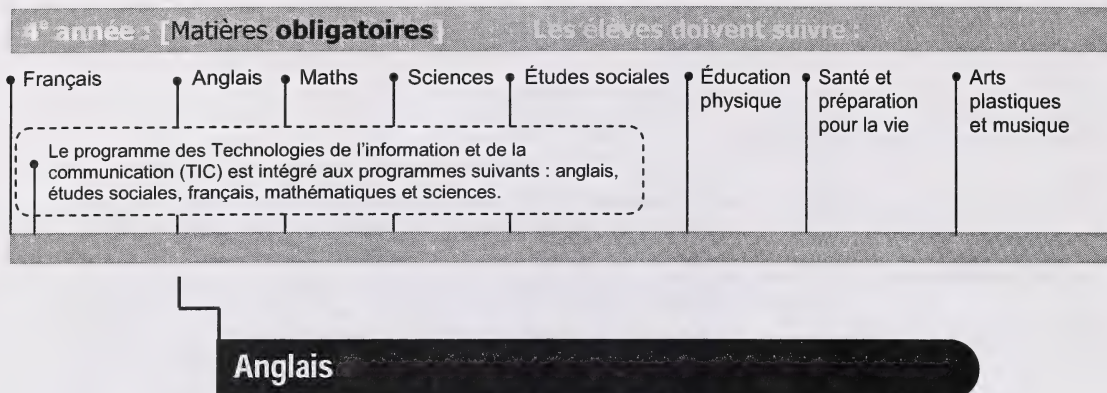 4e année : [Matières obligatoires] Les élèves doivent suivre :
Français
Anglais
Maths
Sciences
Études sociales
Éducation
physique
Santé et
préparation
pour la vie
Arts
plastiques
et musique
Le programme des Technologies de l'information et de la
communication (TIC) est intégré aux programmes suivants : anglais,
études sociales, français, mathématiques et sciences.
Anglais